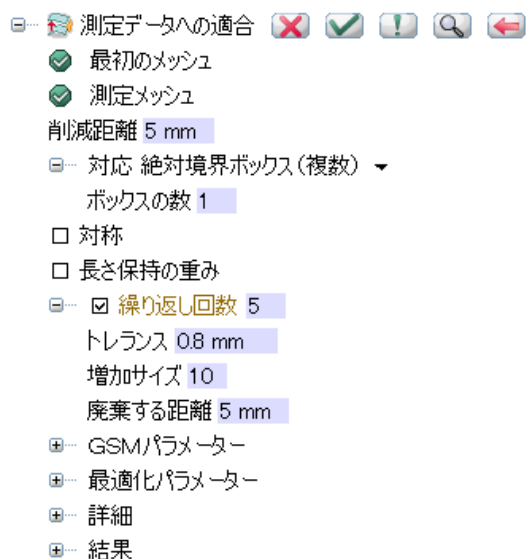 測定データへの適合
最初のメッシュ
測定メッシュ
削減距離 5 mm
対応 絶対境界ボックス（複数）
ボックスの数 1
対称
長さ保持の重み
繰り返し回数 5
トレランス 0.8 mm
増加サイズ 10
廃棄する距離 5 mm
GSMパラメーター
最適化パラメーター
詳細
結果